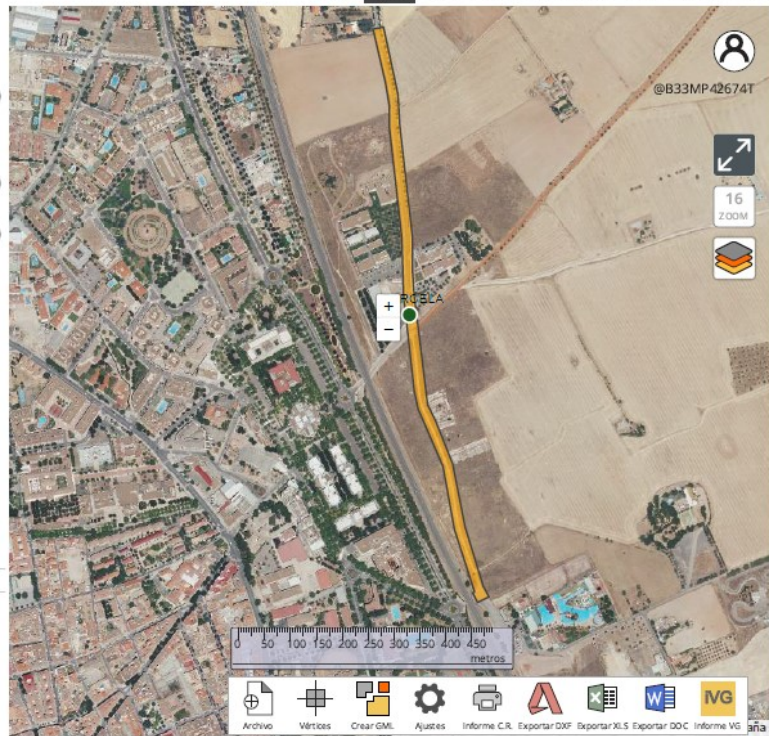 @B33MP42674T
16
ZOOM
+
−
0 50 100 150 200 250 300 350 400 450
metros
Archivo Vértices Crear GML Ajustes Informe C.R. Exportar DXF Exportar XLS Exportar DOC Informe VG
IVG
aña